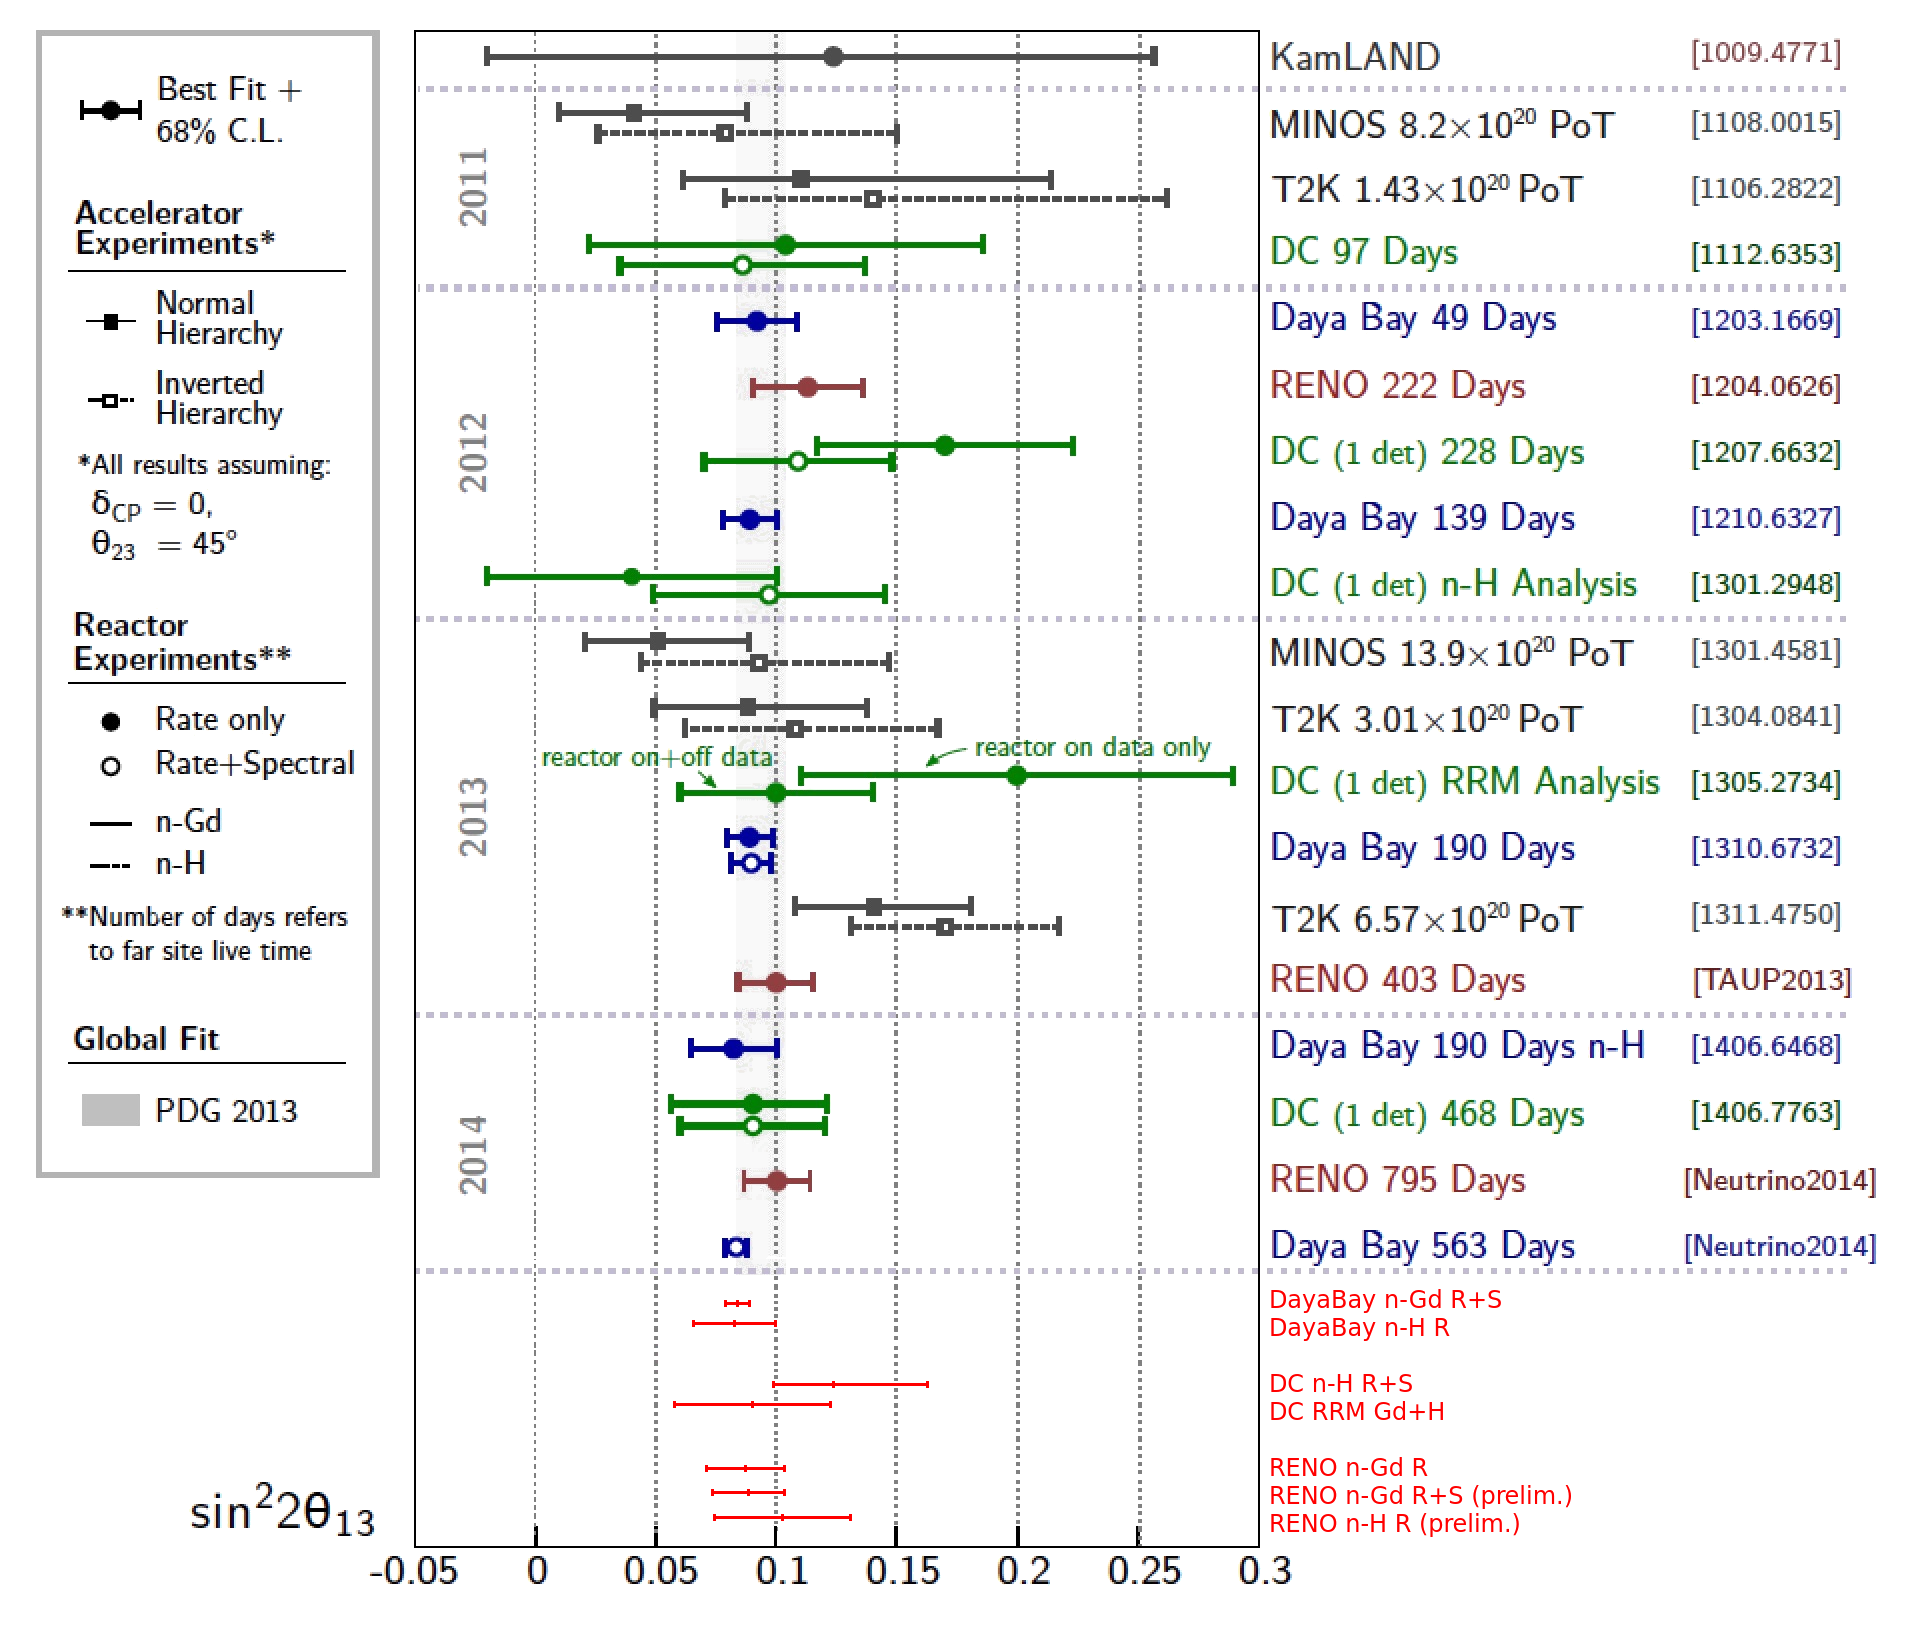 Best Fit +
68% C.L.
Accelerator
Experiments*
Normal
Hierarchy
Inverted
Hierarchy
*All results assuming:
δCP = 0,
θ23 = 45°
Reactor
Experiments**
Rate only
Rate+Spectral
n-Gd
n-H
**Number of days refers
to far site live time
Global Fit
PDG 2013
KamLAND [1009.4771]
2011
MINOS 8.2×10²⁰ PoT [1108.0015]
T2K 1.43×10²⁰ PoT [1106.2822]
DC 97 Days [1112.6353]
2012
Daya Bay 49 Days [1203.1669]
RENO 222 Days [1204.0626]
DC (1 det) 228 Days [1207.6632]
Daya Bay 139 Days [1210.6327]
DC (1 det) n-H Analysis [1301.2948]
2013
MINOS 13.9×10²⁰ PoT [1301.4581]
T2K 3.01×10²⁰ PoT [1304.0841]
reactor on+off data
reactor on data only
DC (1 det) RRM Analysis [1305.2734]
Daya Bay 190 Days [1310.6732]
T2K 6.57×10²⁰ PoT [1311.4750]
RENO 403 Days [TAUP2013]
2014
Daya Bay 190 Days n-H [1406.6468]
DC (1 det) 468 Days [1406.7763]
RENO 795 Days [Neutrino2014]
Daya Bay 563 Days [Neutrino2014]
DayaBay n-Gd R+S
DayaBay n-H R
DC n-H R+S
DC RRM Gd+H
RENO n-Gd R
RENO n-Gd R+S (prelim.)
RENO n-H R (prelim.)
sin²2θ13
-0.05 0 0.05 0.1 0.15 0.2 0.25 0.3